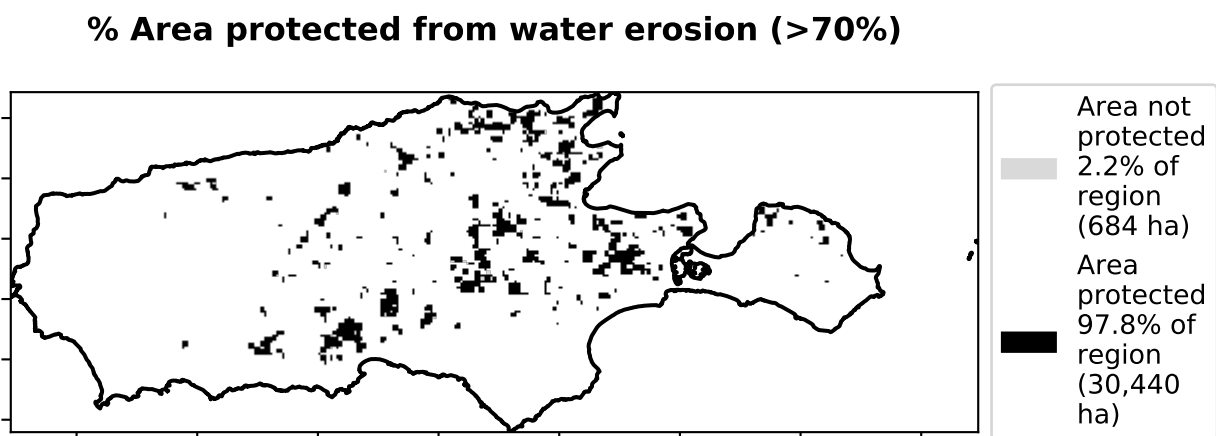 % Area protected from water erosion (>70%)
Area not
protected
2.2% of
region
(684 ha)
Area
protected
97.8% of
region
(30,440
ha)